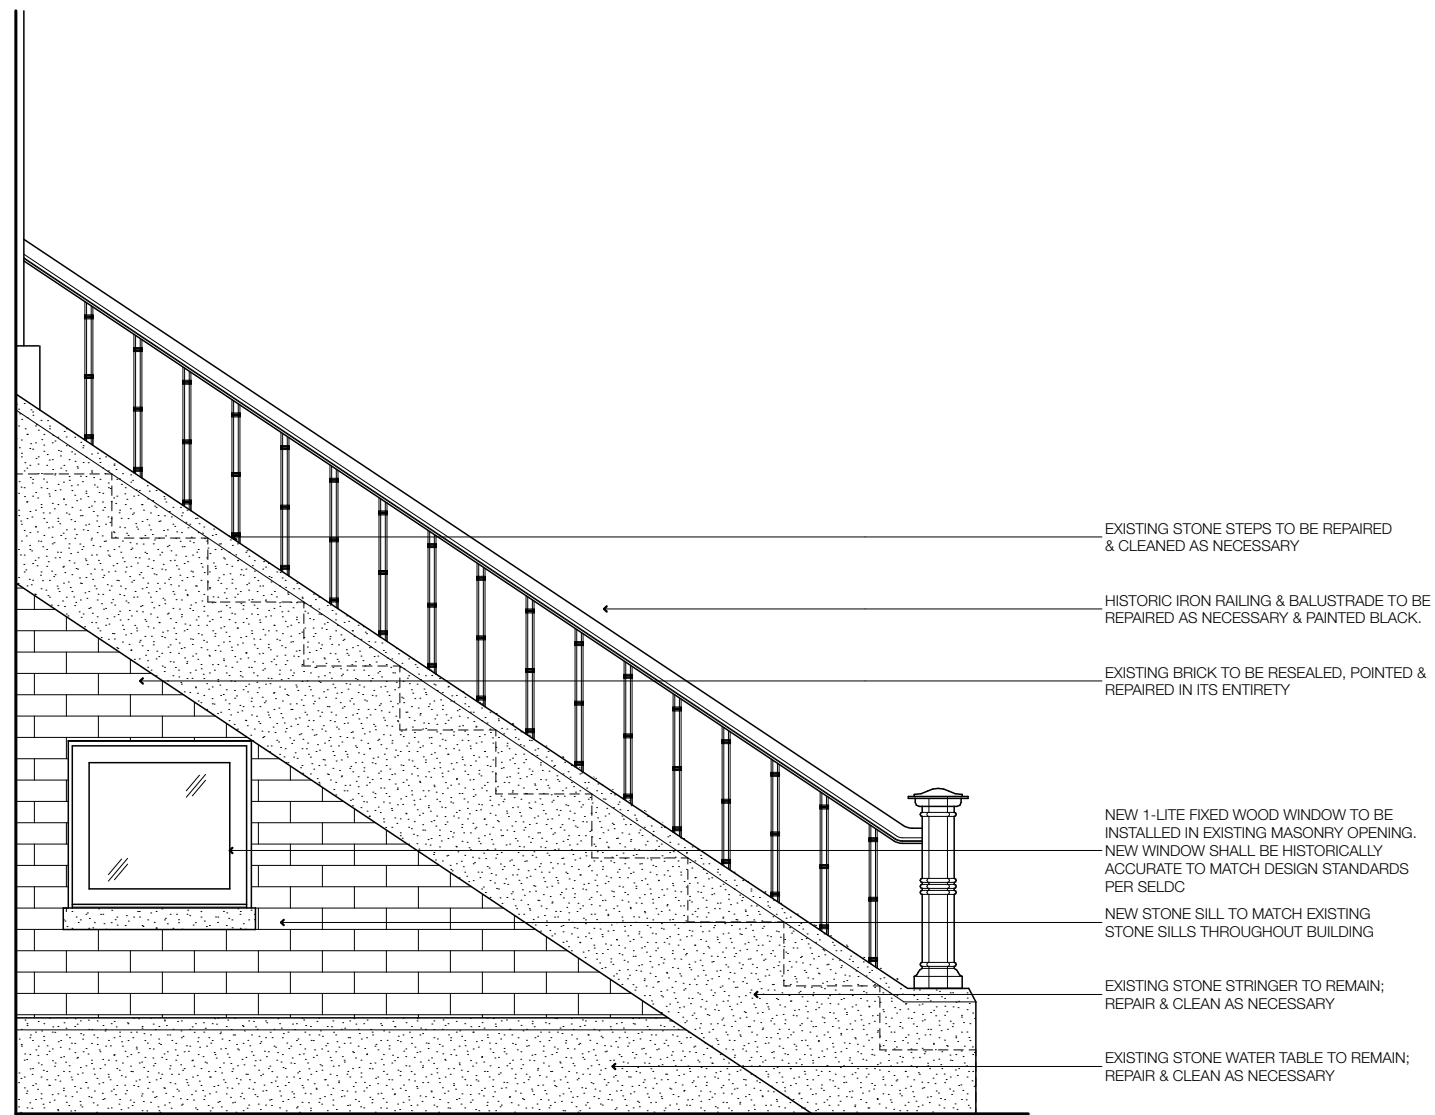 EXISTING STONE STEPS TO BE REPAIRED
& CLEANED AS NECESSARY
HISTORIC IRON RAILING & BALUSTRADE TO BE
REPAIRED AS NECESSARY & PAINTED BLACK.
EXISTING BRICK TO BE RESEALED, POINTED &
REPAIRED IN ITS ENTIRETY
NEW 1-LITE FIXED WOOD WINDOW TO BE
INSTALLED IN EXISTING MASONRY OPENING.
NEW WINDOW SHALL BE HISTORICALLY
ACCURATE TO MATCH DESIGN STANDARDS
PER SELDC
NEW STONE SILL TO MATCH EXISTING
STONE SILLS THROUGHOUT BUILDING
EXISTING STONE STRINGER TO REMAIN;
REPAIR & CLEAN AS NECESSARY
EXISTING STONE WATER TABLE TO REMAIN;
REPAIR & CLEAN AS NECESSARY